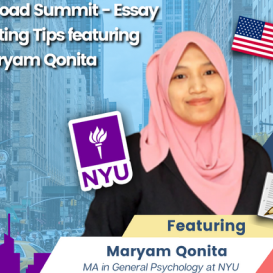 oad Summit - Essay
ting Tips featuring
ryam Qonita
NYU
Featuring
Maryam Qonita
MA in General Psychology at NYU